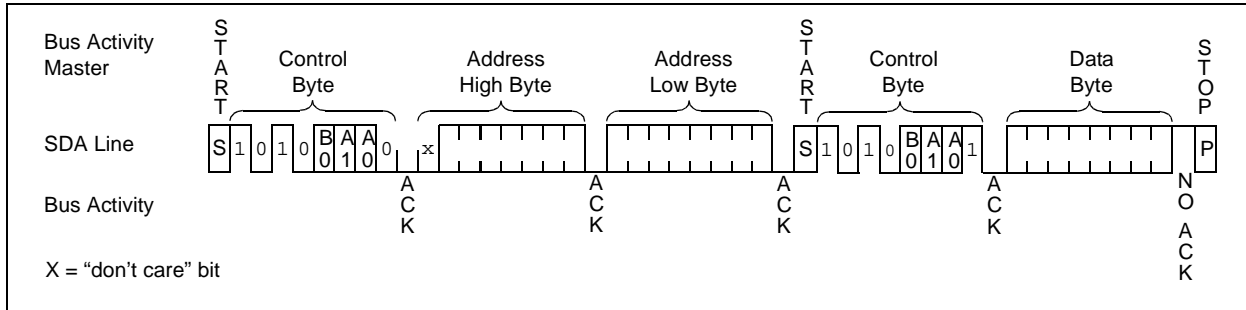 Bus Activity
Master
START
Control
Byte
Address
High Byte
Address
Low Byte
START
Control
Byte
Data
Byte
STOP
SDA Line
S 1 0 1 0 B0 A1 A0 0 x S 1 0 1 0 B0 A1 A0 1 P
Bus Activity
ACK
ACK
ACK
ACK
NO ACK
X = “don’t care” bit